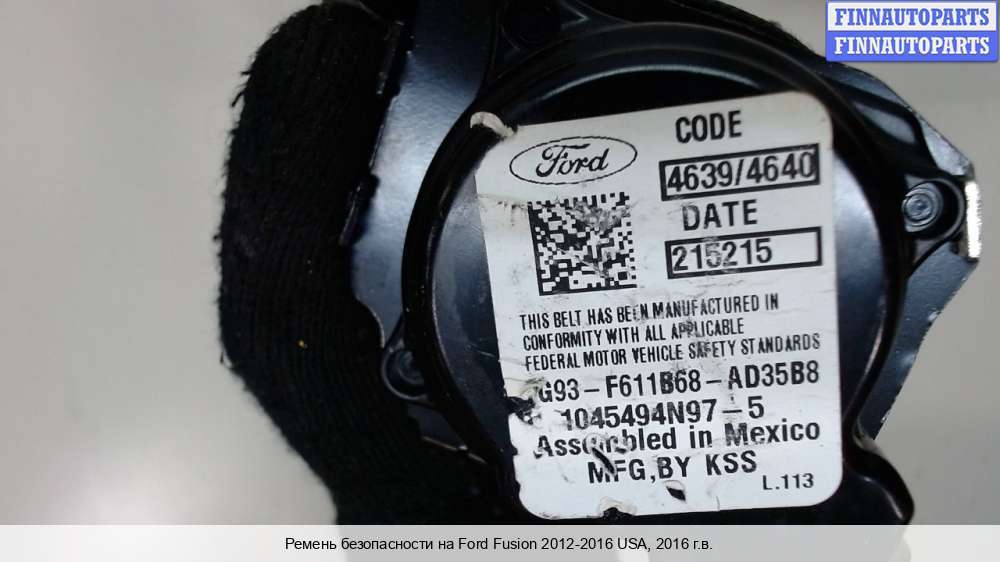 FINNAUTOPARTS
FINNAUTOPARTS
Ford
CODE
4639/4640
DATE
215215
THIS BELT HAS BEEN MANUFACTURED IN
CONFORMITY WITH ALL APPLICABLE
FEDERAL MOTOR VEHICLE SAFETY STANDARDS
G93-F611B68-AD35B8
1045494N97-5
Assembled in Mexico
MFG,BY KSS
L.113
Ремень безопасности на Ford Fusion 2012-2016 USA, 2016 г.в.